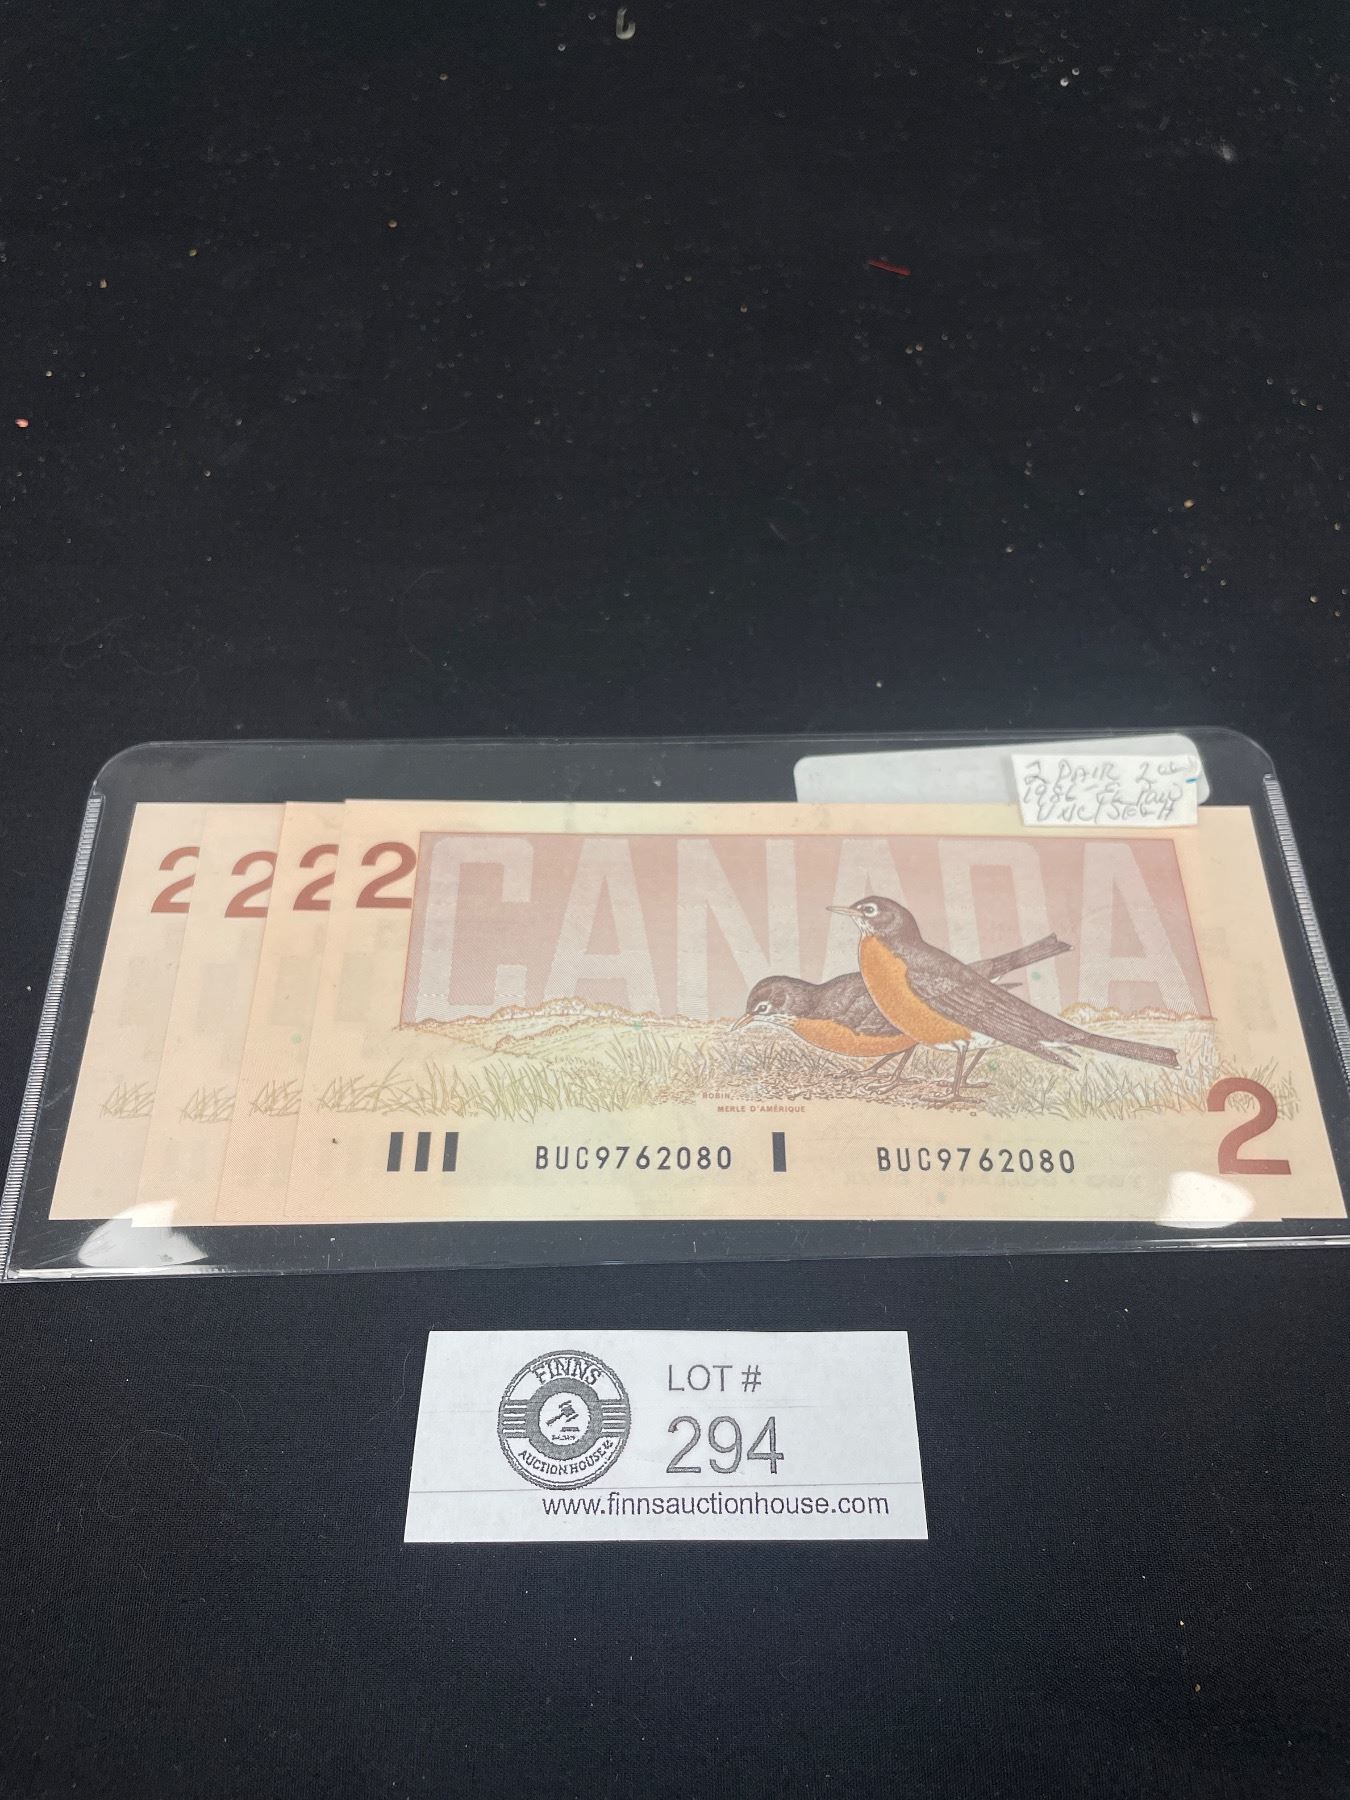 2 PAIR 2
1986
UNC
2 2 2 2
CANADA
ROBIN
MERLE D'AMÉRIQUE
BUC9762080 BUC9762080
2
FINNS
AUCTION HOUSE
LOT #
294
www.finnsauctionhouse.com